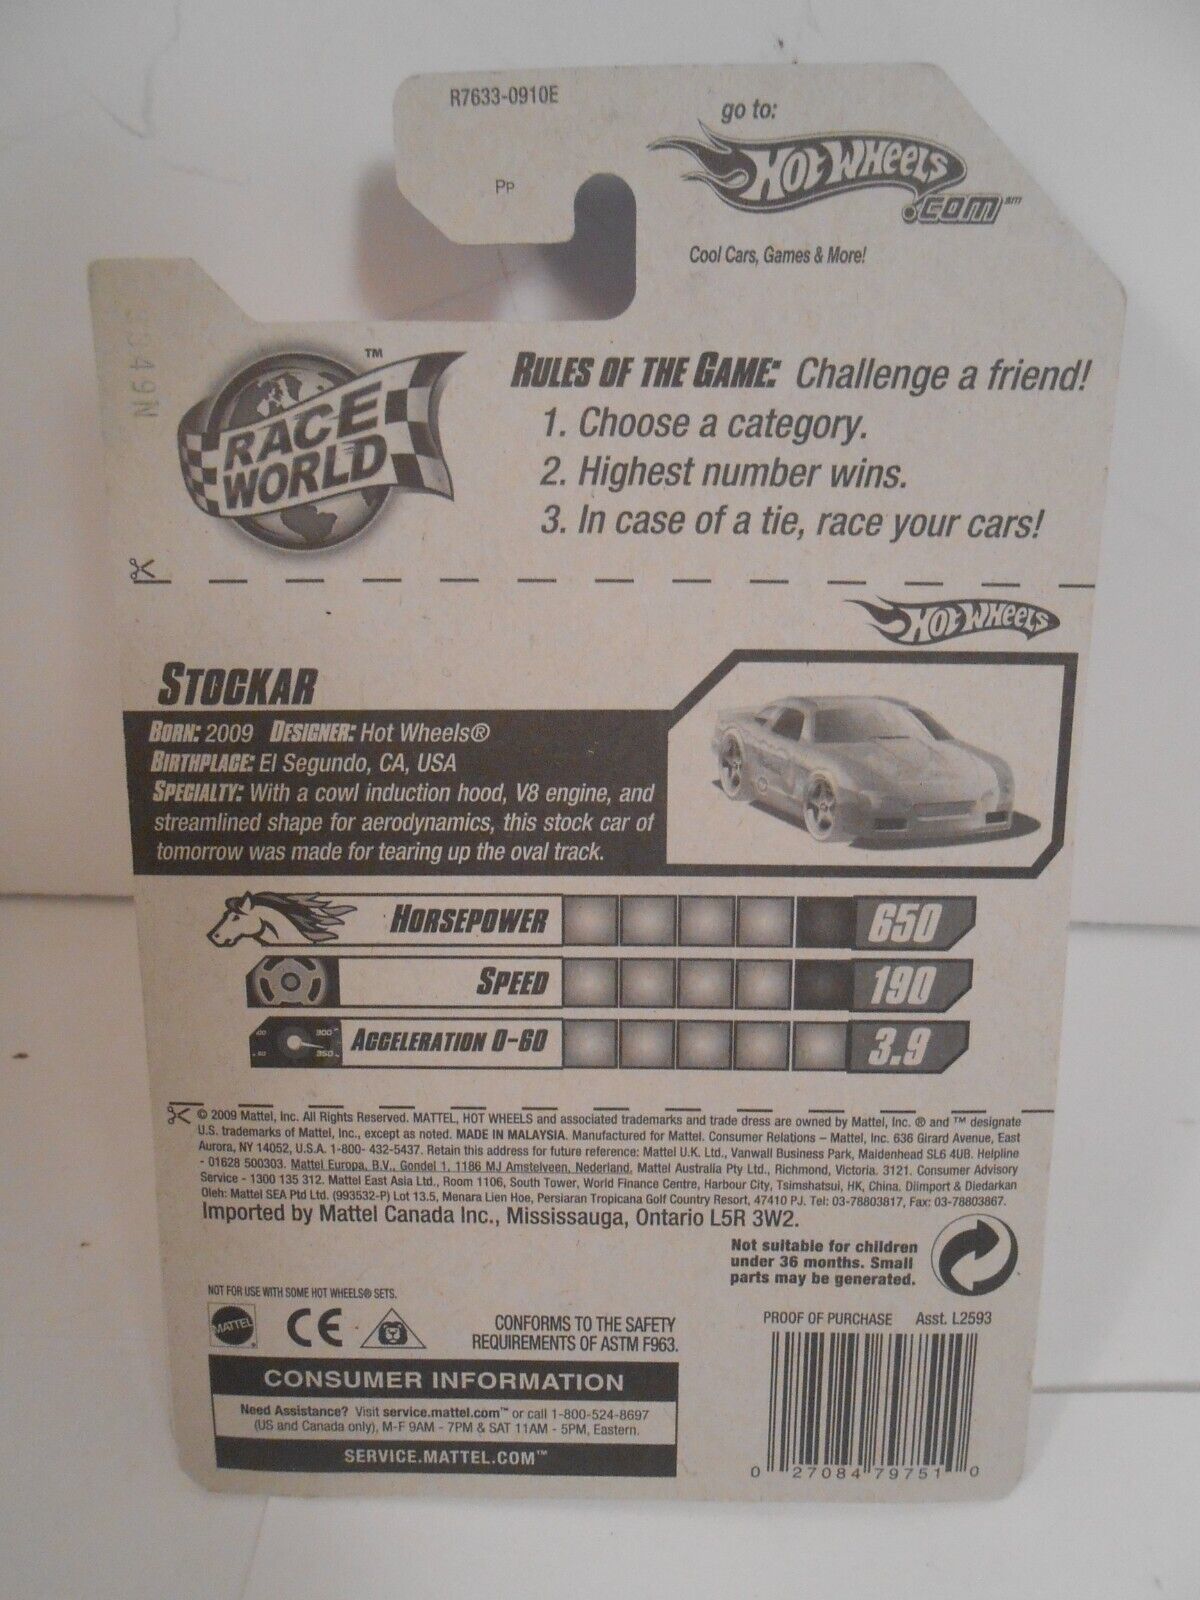 R7633-0910E
go to:
HOT WHEELS
.COM℠
PP
Cool Cars, Games & More!
RACE ™
WORLD
RULES OF THE GAME: Challenge a friend!
1. Choose a category.
2. Highest number wins.
3. In case of a tie, race your cars!
HOT WHEELS
STOCKAR
BORN: 2009 DESIGNER: Hot Wheels®
BIRTHPLACE: El Segundo, CA, USA
SPECIALTY: With a cowl induction hood, V8 engine, and
streamlined shape for aerodynamics, this stock car of
tomorrow was made for tearing up the oval track.
HORSEPOWER 650
SPEED 190
300
350
ACCELERATION 0-60 3.9
© 2009 Mattel, Inc. All Rights Reserved. MATTEL, HOT WHEELS and associated trademarks and trade dress are owned by Mattel, Inc. ® and ™ designate
U.S. trademarks of Mattel, Inc., except as noted. MADE IN MALAYSIA. Manufactured for Mattel. Consumer Relations – Mattel, Inc. 636 Girard Avenue, East
Aurora, NY 14052, U.S.A. 1-800- 432-5437. Retain this address for future reference: Mattel U.K. Ltd., Vanwall Business Park, Maidenhead SL6 4UB. Helpline
- 01628 500303. Mattel Europa, B.V., Gondel 1, 1186 MJ Amstelveen, Nederland. Mattel Australia Pty Ltd., Richmond, Victoria. 3121. Consumer Advisory
Service - 1300 135 312. Mattel East Asia Ltd., Room 1106, South Tower, World Finance Centre, Harbour City, Tsimshatsui, HK, China. Diimport & Diedarkan
Oleh: Mattel SEA Ptd Ltd. (993532-P) Lot 13.5, Menara Lien Hoe, Persiaran Tropicana Golf Country Resort, 47410 PJ. Tel: 03-78803817, Fax: 03-78803867.
Imported by Mattel Canada Inc., Mississauga, Ontario L5R 3W2.
Not suitable for children
under 36 months. Small
parts may be generated.
NOT FOR USE WITH SOME HOT WHEELS® SETS.
MATTEL
CE
CONFORMS TO THE SAFETY
REQUIREMENTS OF ASTM F963.
PROOF OF PURCHASE Asst. L2593
CONSUMER INFORMATION
Need Assistance? Visit service.mattel.com™ or call 1-800-524-8697
(US and Canada only), M-F 9AM - 7PM & SAT 11AM - 5PM, Eastern.
SERVICE.MATTEL.COM™
0 27084 79751 0